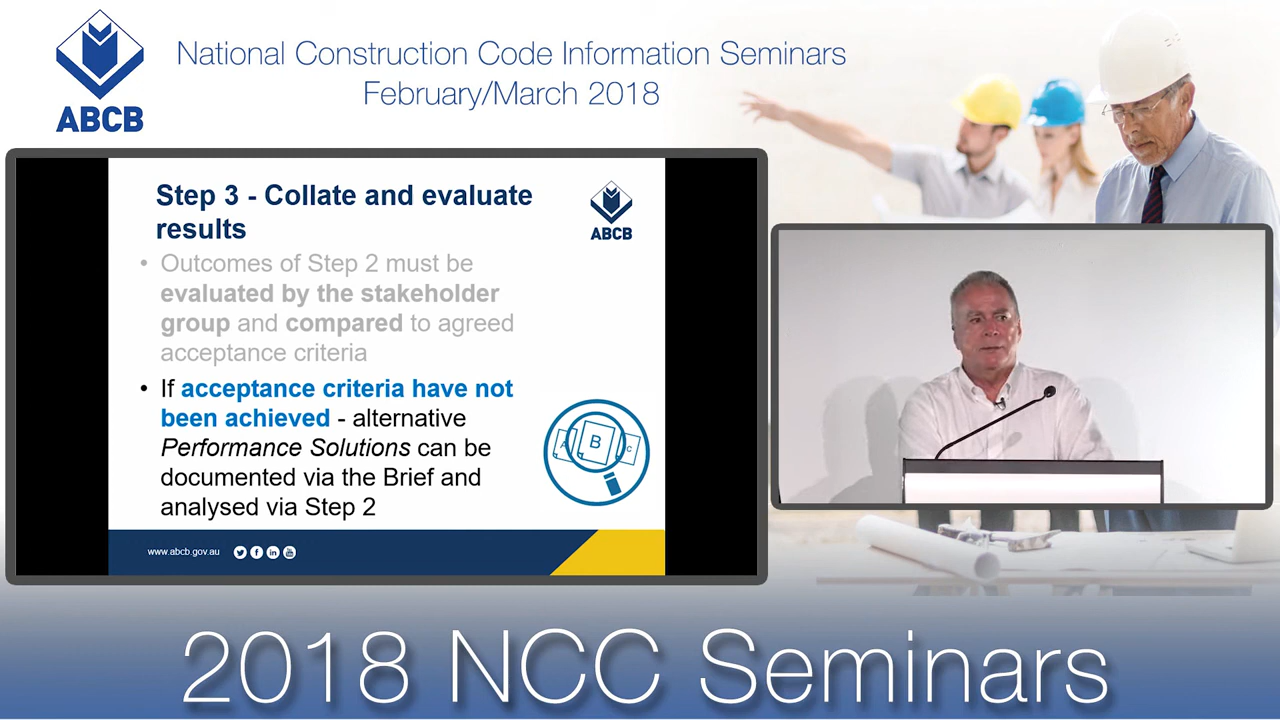 ABCB
National Construction Code Information Seminars
February/March 2018
Step 3 - Collate and evaluate
results
ABCB
• Outcomes of Step 2 must be
evaluated by the stakeholder
group and compared to agreed
acceptance criteria
• If acceptance criteria have not
been achieved - alternative
Performance Solutions can be
documented via the Brief and
analysed via Step 2
A B C
www.abcb.gov.au
2018 NCC Seminars